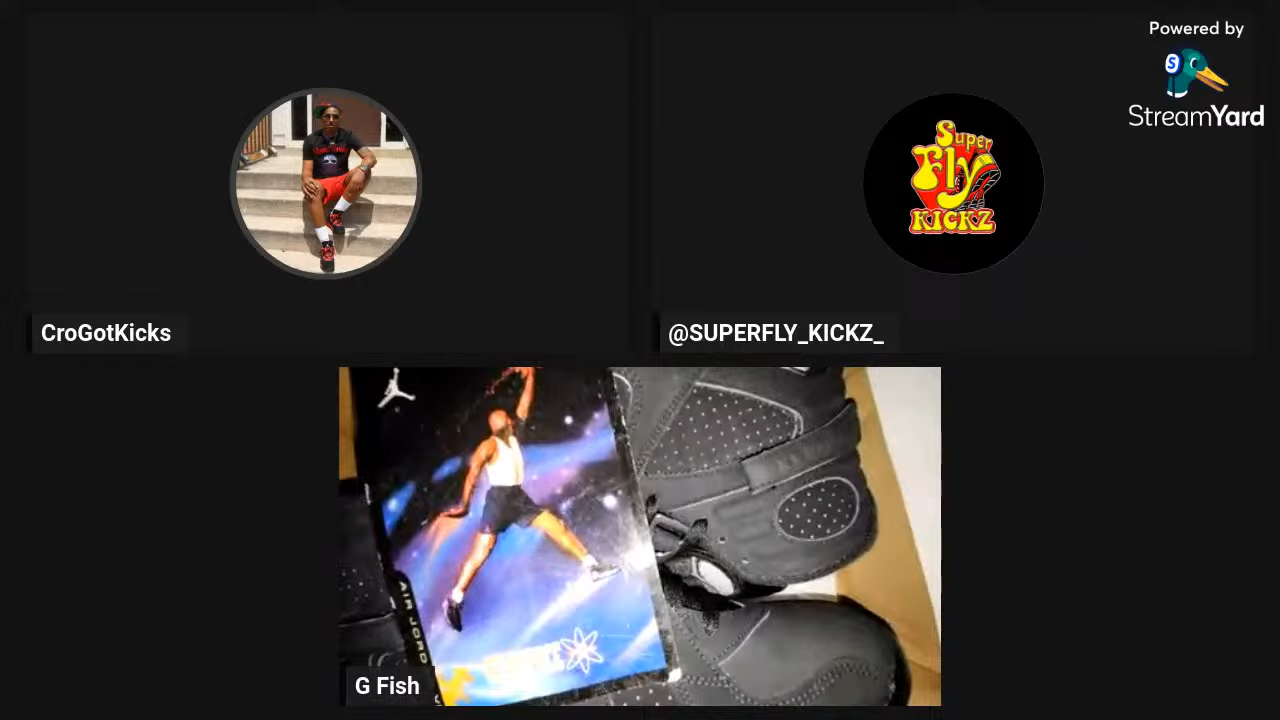 Powered by
StreamYard
S
Super
Fly
KICKZ
CroGotKicks
@SUPERFLY_KICKZ_
AIR JORD
G Fish